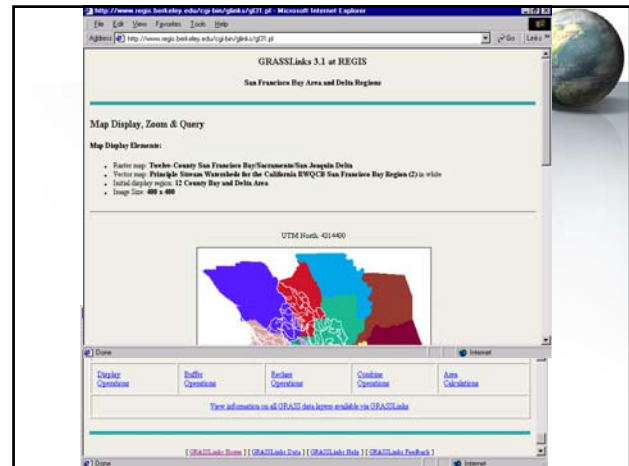 http://www.regis.berkeley.edu/cgi-bin/glinks/gl31.pl - Microsoft Internet Explorer
File Edit View Favorites Tools Help
Address http://www.regis.berkeley.edu/cgi-bin/glinks/gl31.pl Go Links »
GRASSLinks 3.1 at REGIS
San Francisco Bay Area and Delta Regions
Map Display, Zoom & Query
Map Display Elements:
Raster map: Twelve-County San Francisco Bay/Sacramento/San Joaquin Delta
Vector map: Principle Stream Watersheds for the California RWQCB San Francisco Bay Region (2) in white
Initial display region: 12 County Bay and Delta Area
Image Size: 400 x 400
UTM North: 4314400
Done Internet
Display Operations Buffer Operations Reclass Operations Combine Operations Area Calculations
View information on all GRASS data layers available via GRASSLinks
[ GRASSLinks Home ] [ GRASSLinks Data ] [ GRASSLinks Help ] [ GRASSLinks Feedback ]
Done Internet